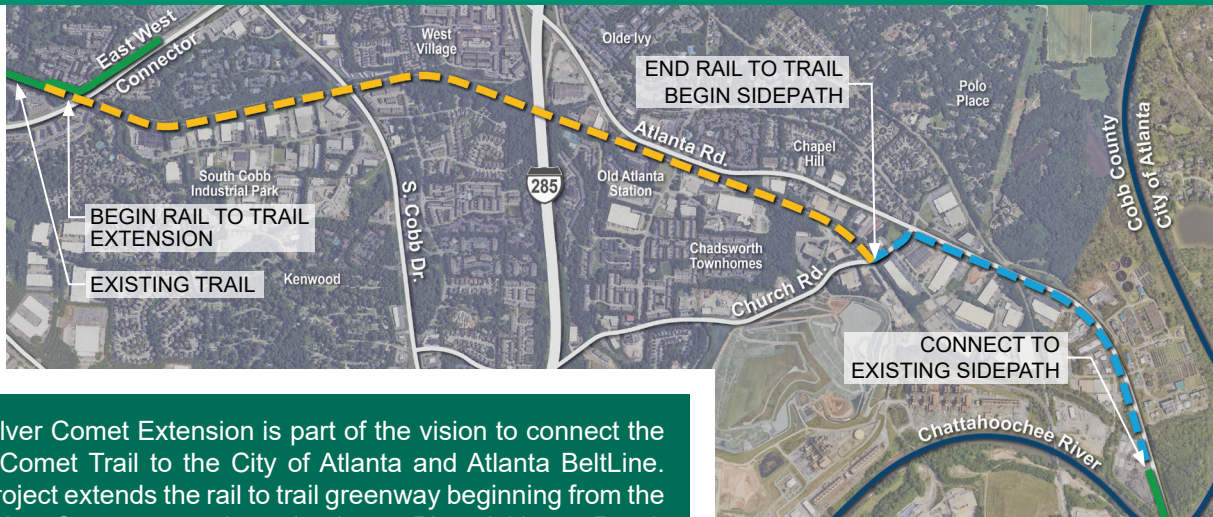 East West
Connector
West
Village
Olde Ivy
END RAIL TO TRAIL
BEGIN SIDEPATH
Polo
Place
Cobb County
City of Atlanta
Atlanta Rd.
Chapel
Hill
South Cobb
Industrial Park
S. Cobb Dr.
285
Old Atlanta
Station
BEGIN RAIL TO TRAIL
EXTENSION
EXISTING TRAIL
Kenwood
Chadsworth
Townhomes
Church Rd.
CONNECT TO
EXISTING SIDEPATH
Chattahoochee River
lver Comet Extension is part of the vision to connect the
Comet Trail to the City of Atlanta and Atlanta BeltLine.
roject extends the rail to trail greenway beginning from the